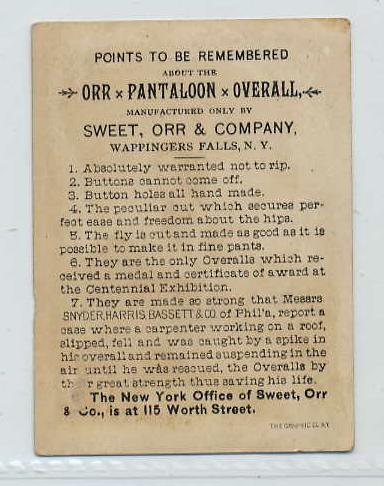 POINTS TO BE REMEMBERED
ABOUT THE
ORR x PANTALOON x OVERALL,
MANUFACTURED ONLY BY
SWEET, ORR & COMPANY,
WAPPINGERS FALLS, N. Y.
1. Absolutely warranted not to rip.
2. Buttons cannot come off.
3. Button holes all hand made.
4. The peculiar cut which secures per-
fect ease and freedom about the hips.
5. The fly is cut and made as good as it is
possible to make it in fine pants.
6. They are the only Overalls which re-
ceived a medal and certificate of award at
the Centennial Exhibition.
7. They are made so strong that Messrs
SNYDER, HARRIS, BASSETT & CO. of Phil'a, report a
case where a carpenter working on a roof,
slipped, fell and was caught by a spike in
his overall and remained suspending in the
air until he was rescued, the Overalls by
their great strength thus saving his life.
The New York Office of Sweet, Orr
& Co., is at 115 Worth Street.